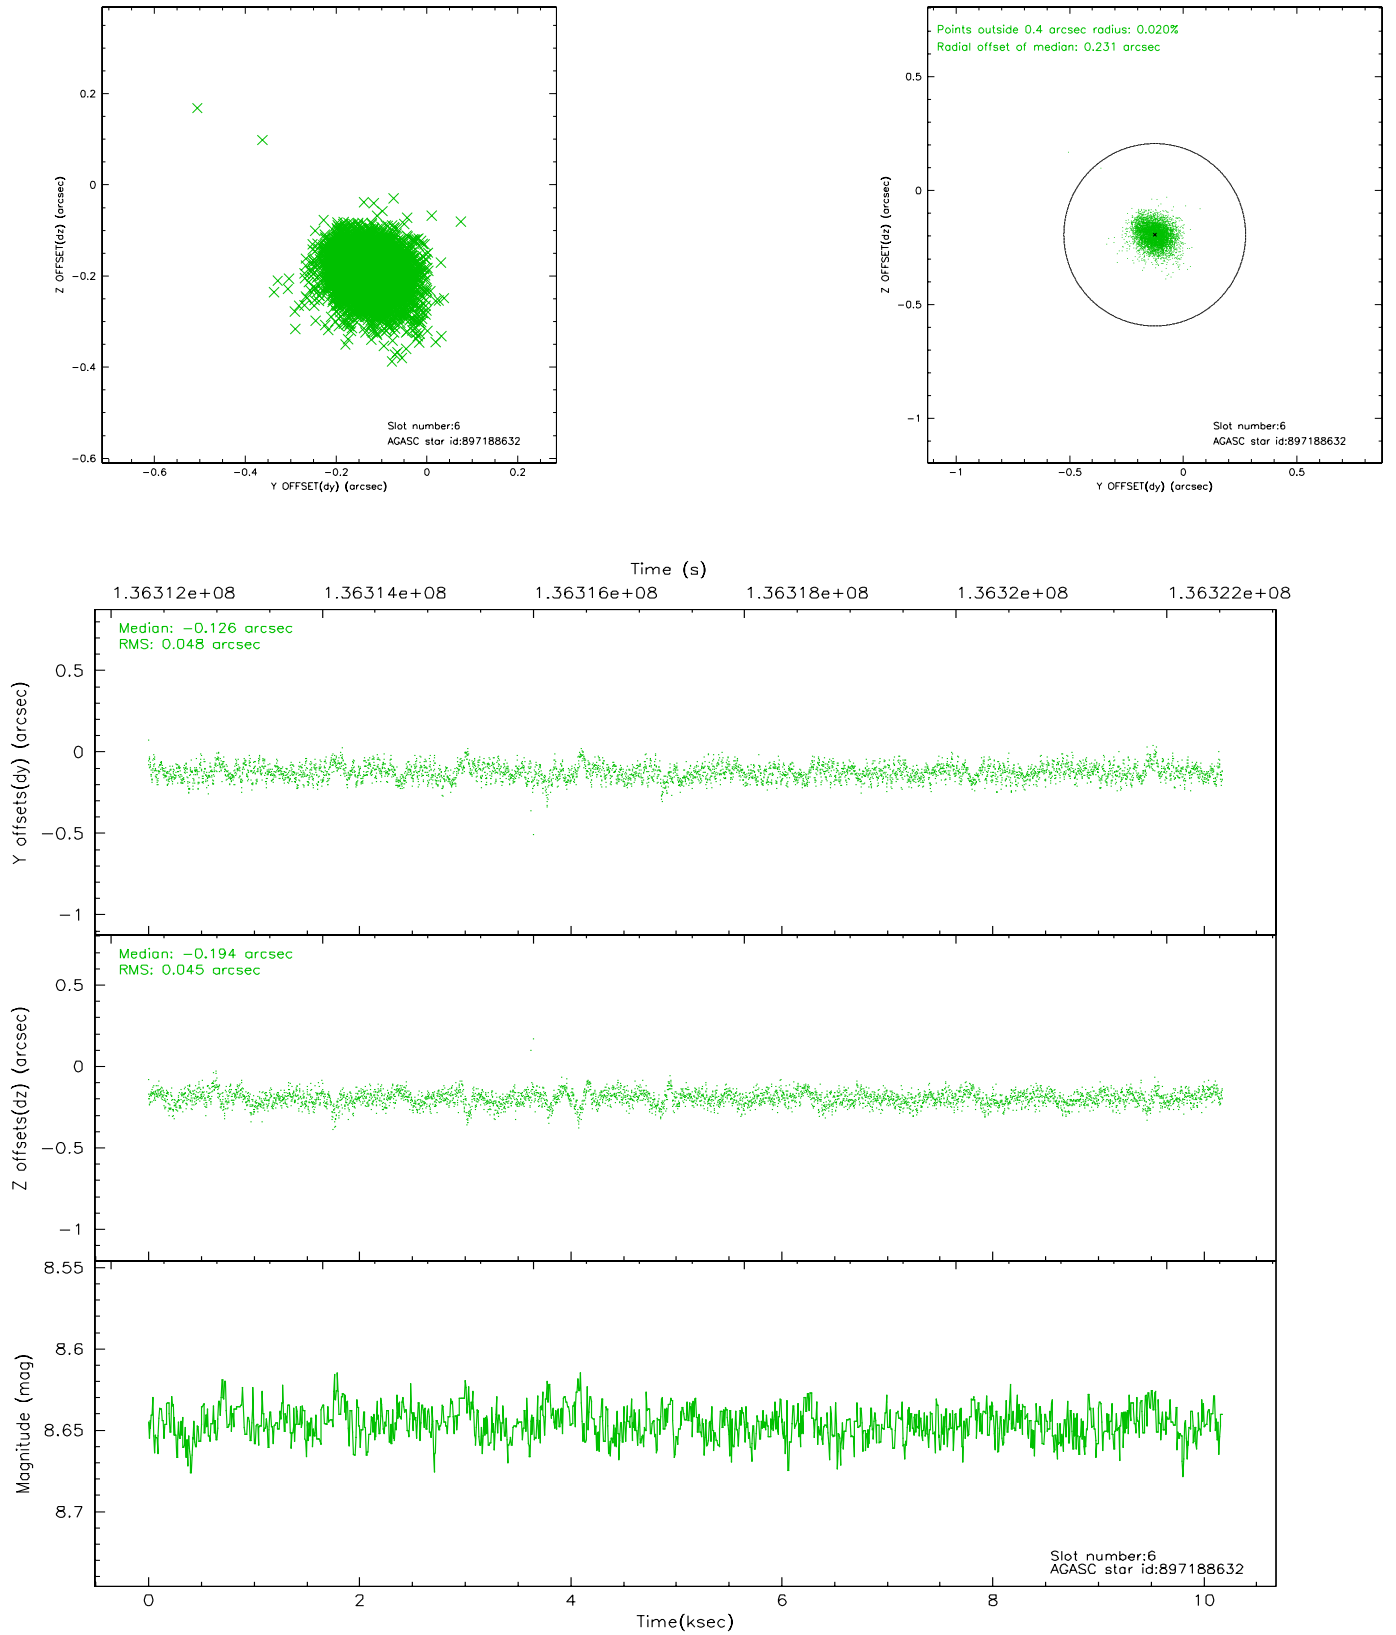 0.2
0
-0.2
-0.4
-0.6
Z OFFSET(dz) (arcsec)
-0.6
-0.4
-0.2
0
0.2
Y OFFSET(dy) (arcsec)
Slot number:6
AGASC star id:897188632
Points outside 0.4 arcsec radius: 0.020%
Radial offset of median: 0.231 arcsec
0.5
0
-0.5
-1
Z OFFSET(dz) (arcsec)
-1
-0.5
0
0.5
Y OFFSET(dy) (arcsec)
Slot number:6
AGASC star id:897188632
Time (s)
1.36312e+08
1.36314e+08
1.36316e+08
1.36318e+08
1.3632e+08
1.36322e+08
Median: -0.126 arcsec
RMS: 0.048 arcsec
0.5
0
-0.5
-1
Y offsets(dy) (arcsec)
Median: -0.194 arcsec
RMS: 0.045 arcsec
0.5
0
-0.5
-1
Z offsets(dz) (arcsec)
8.55
8.6
8.65
8.7
Magnitude (mag)
Slot number:6
AGASC star id:897188632
0
2
4
6
8
10
Time(ksec)